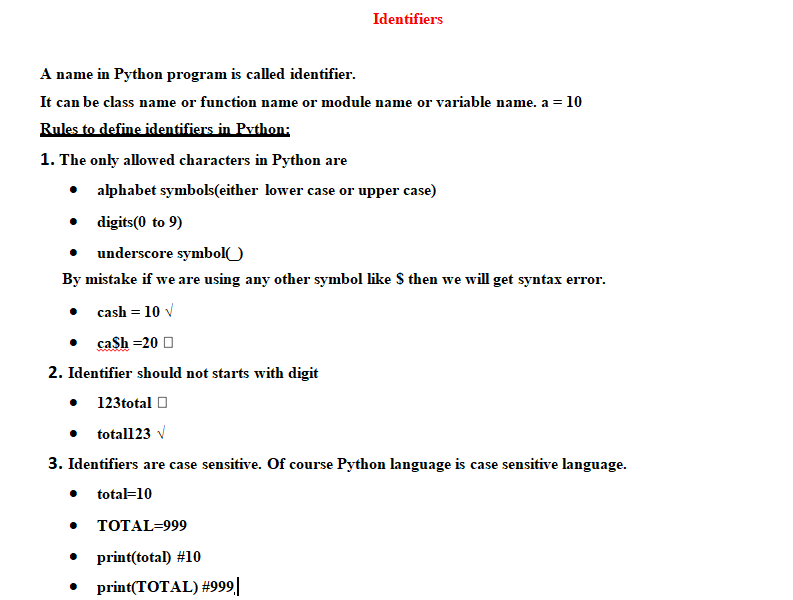 Identifiers
A name in Python program is called identifier.
It can be class name or function name or module name or variable name. a = 10
Rules to define identifiers in Python:
1. The only allowed characters in Python are
• alphabet symbols(either lower case or upper case)
• digits(0 to 9)
• underscore symbol(_)
By mistake if we are using any other symbol like $ then we will get syntax error.
• cash = 10 √
• ca$h =20 □
2. Identifier should not starts with digit
• 123total □
• total123 √
3. Identifiers are case sensitive. Of course Python language is case sensitive language.
• total=10
• TOTAL=999
• print(total) #10
• print(TOTAL) #999